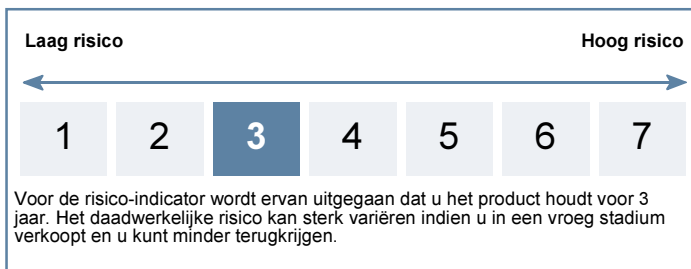 Laag risico Hoog risico
1 2 3 4 5 6 7
Voor de risico-indicator wordt ervan uitgegaan dat u het product houdt voor 3
jaar. Het daadwerkelijke risico kan sterk variëren indien u in een vroeg stadium
verkoopt en u kunt minder terugkrijgen.